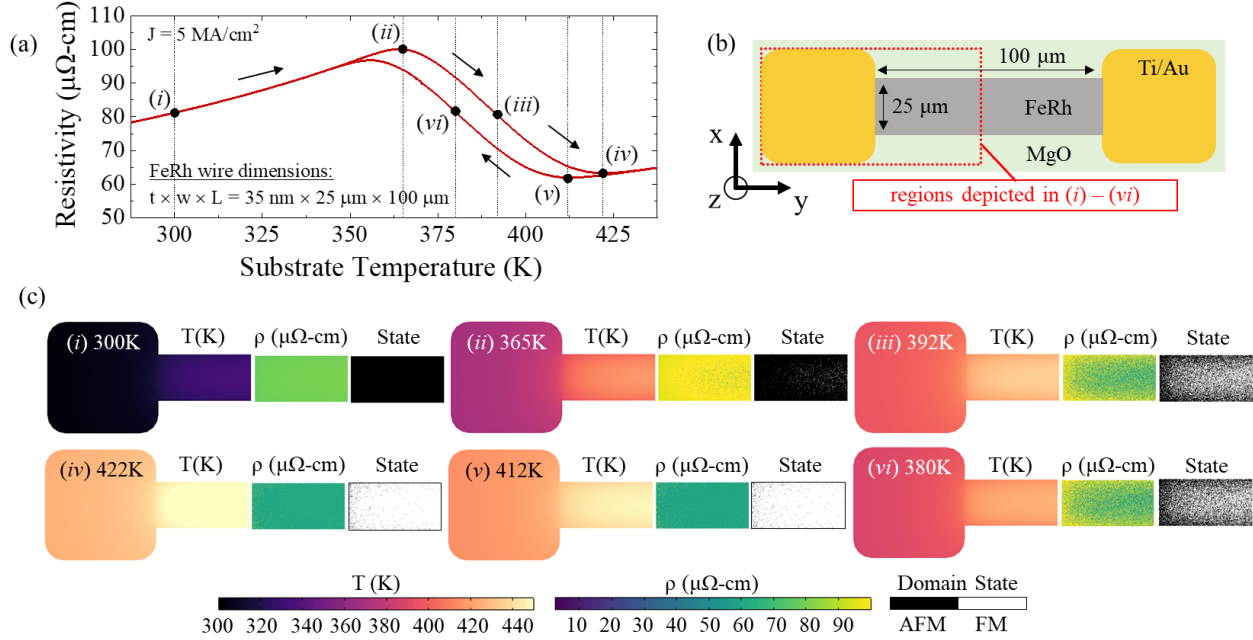 (a)
J = 5 MA/cm²
Resistivity (μΩ-cm)
110
100
90
80
70
60
50
(i)
(ii)
(iii)
(iv)
(v)
(vi)
FeRh wire dimensions:
t × w × L = 35 nm × 25 μm × 100 μm
300
325
350
375
400
425
Substrate Temperature (K)
(b)
100 μm
Ti/Au
25 μm
FeRh
MgO
x
z
y
regions depicted in (i) – (vi)
(c)
(i) 300K
T(K)
ρ (μΩ-cm)
State
(ii) 365K
T(K)
ρ (μΩ-cm)
State
(iii) 392K
T(K)
ρ (μΩ-cm)
State
(iv) 422K
T(K)
ρ (μΩ-cm)
State
(v) 412K
T(K)
ρ (μΩ-cm)
State
(vi) 380K
T(K)
ρ (μΩ-cm)
State
T (K)
300 320 340 360 380 400 420 440
ρ (μΩ-cm)
10 20 30 40 50 60 70 80 90
Domain State
AFM FM